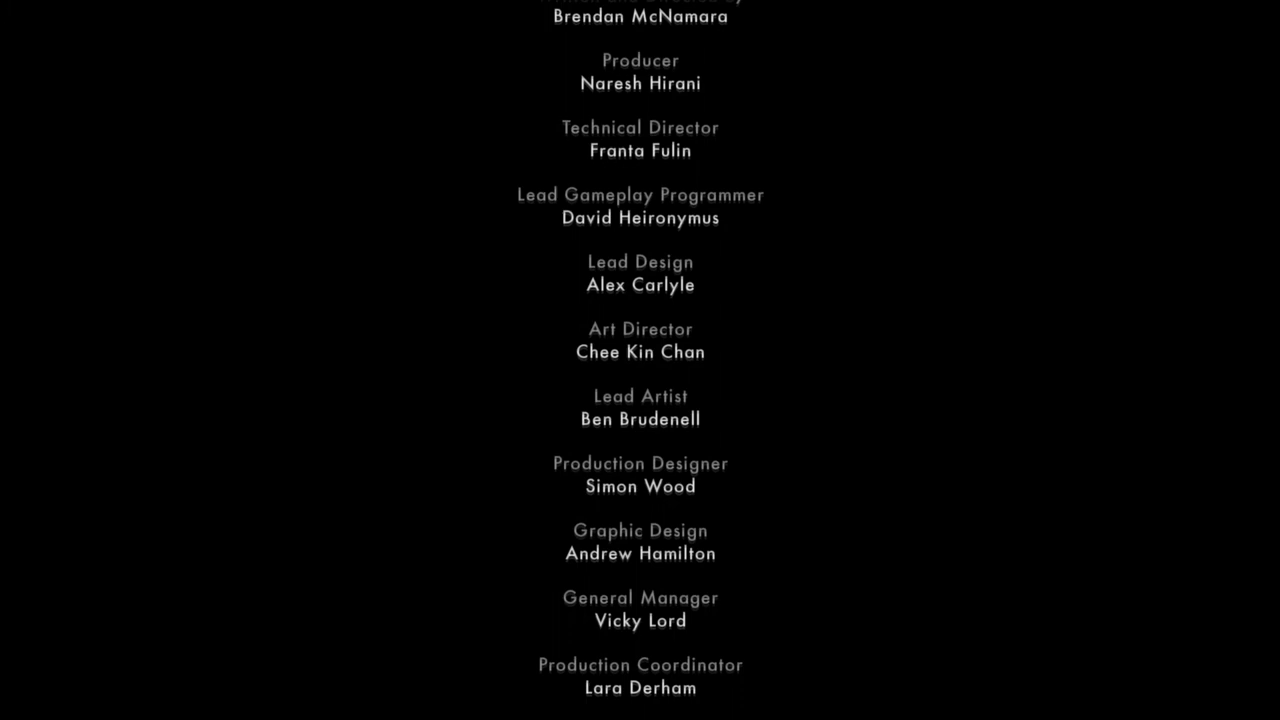 Brendan McNamara
Producer
Naresh Hirani
Technical Director
Franta Fulin
Lead Gameplay Programmer
David Heironymus
Lead Design
Alex Carlyle
Art Director
Chee Kin Chan
Lead Artist
Ben Brudenell
Production Designer
Simon Wood
Graphic Design
Andrew Hamilton
General Manager
Vicky Lord
Production Coordinator
Lara Derham